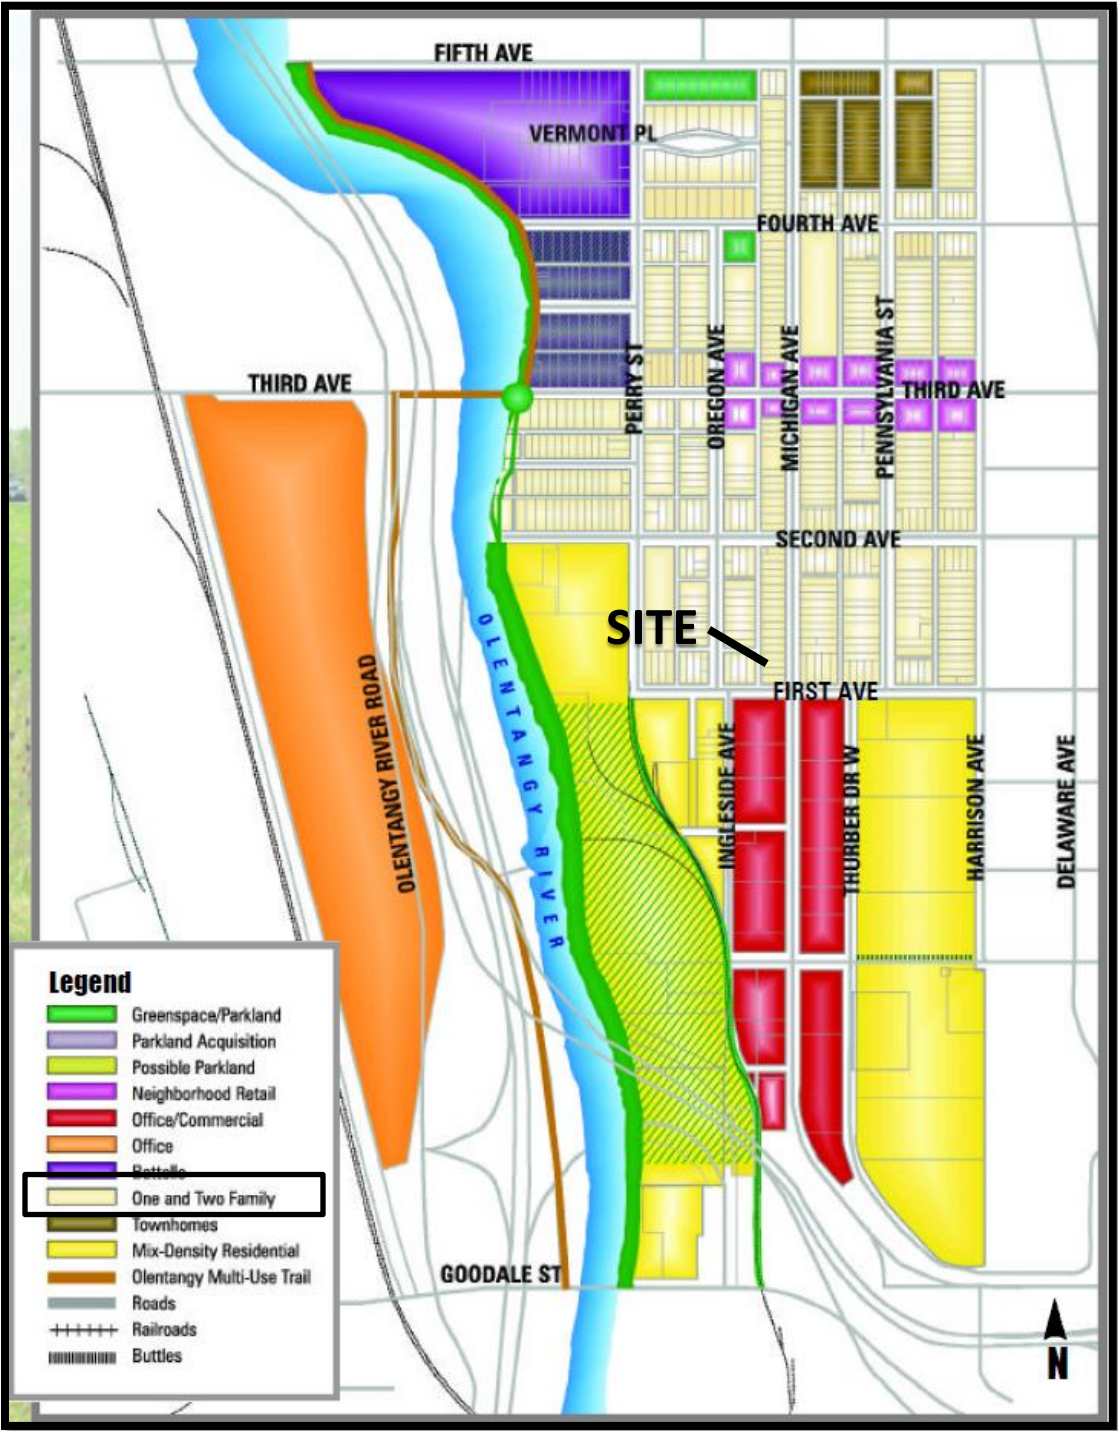 FIFTH AVE
VERMONT PL
FOURTH AVE
PERRY ST
OREGON AVE
MICHIGAN AVE
PENNSYLVANIA ST
THIRD AVE
THIRD AVE
SECOND AVE
SITE
FIRST AVE
OLENTANGY RIVER
OLENTANGY RIVER ROAD
INGLESIDE AVE
THURBER DR W
HARRISON AVE
DELAWARE AVE
Legend
Greenspace/Parkland
Parkland Acquisition
Possible Parkland
Neighborhood Retail
Office/Commercial
Office
Battelle
One and Two Family
Townhomes
Mix-Density Residential
Olentangy Multi-Use Trail
Roads
Railroads
Buttles
GOODALE ST
N